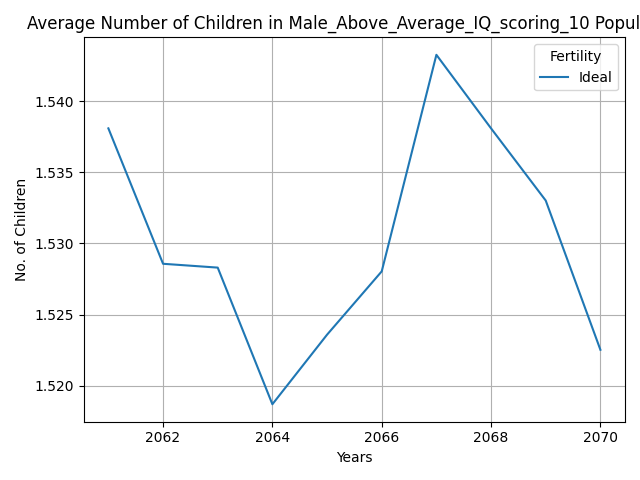 Average Number of Children in Male_Above_Average_IQ_scoring_10 Popul
Fertility
Ideal
1.540
1.535
1.530
1.525
1.520
No. of Children
2062 2064 2066 2068 2070
Years